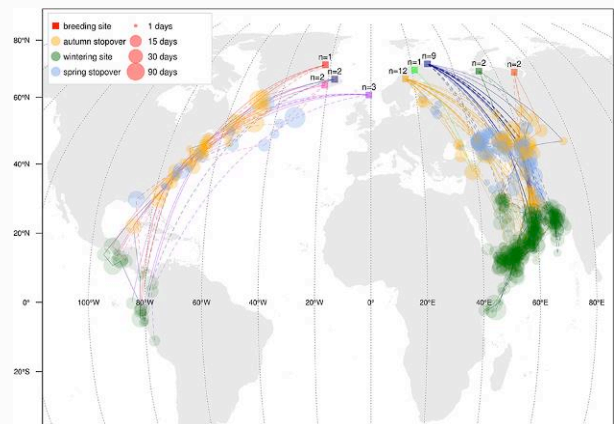 80°N
breeding site
1 days
autumn stopover
15 days
wintering site
30 days
spring stopover
90 days
n=1
n=2
n=2
n=3
n=1
n=9
n=12
n=2
n=2
60°N
40°N
20°N
0°
20°S
100°W
80°W
60°W
40°W
20°W
0°
20°E
40°E
60°E
80°E